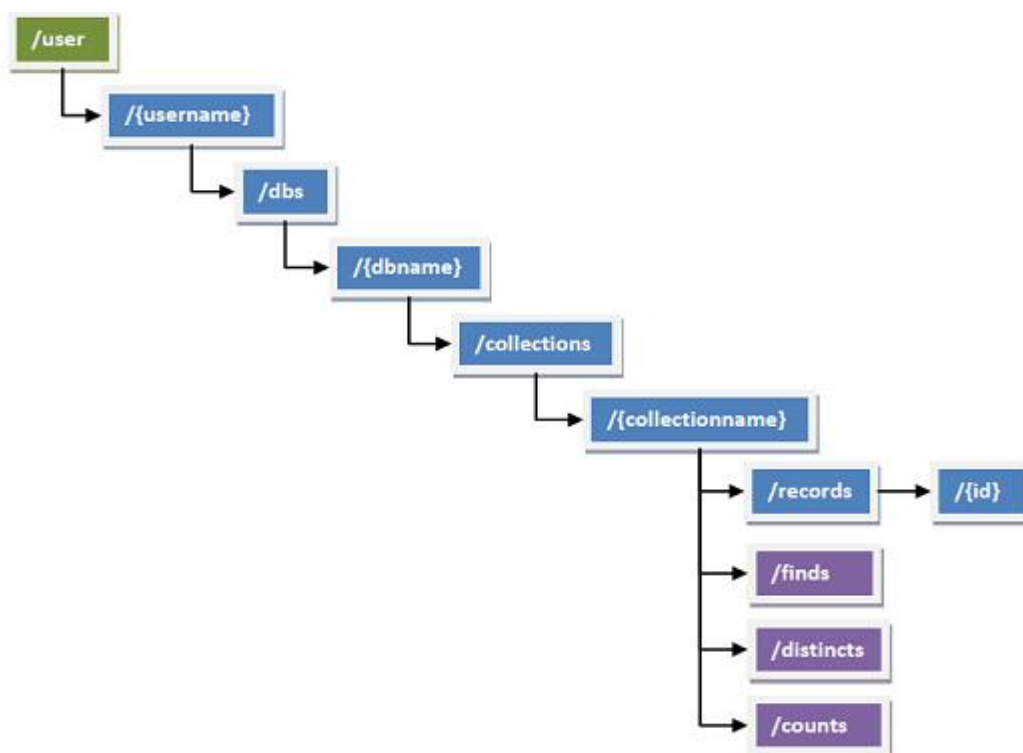 /user
/{username}
/dbs
/{dbname}
/collections
/{collectionname}
/records
/{id}
/finds
/distincts
/counts